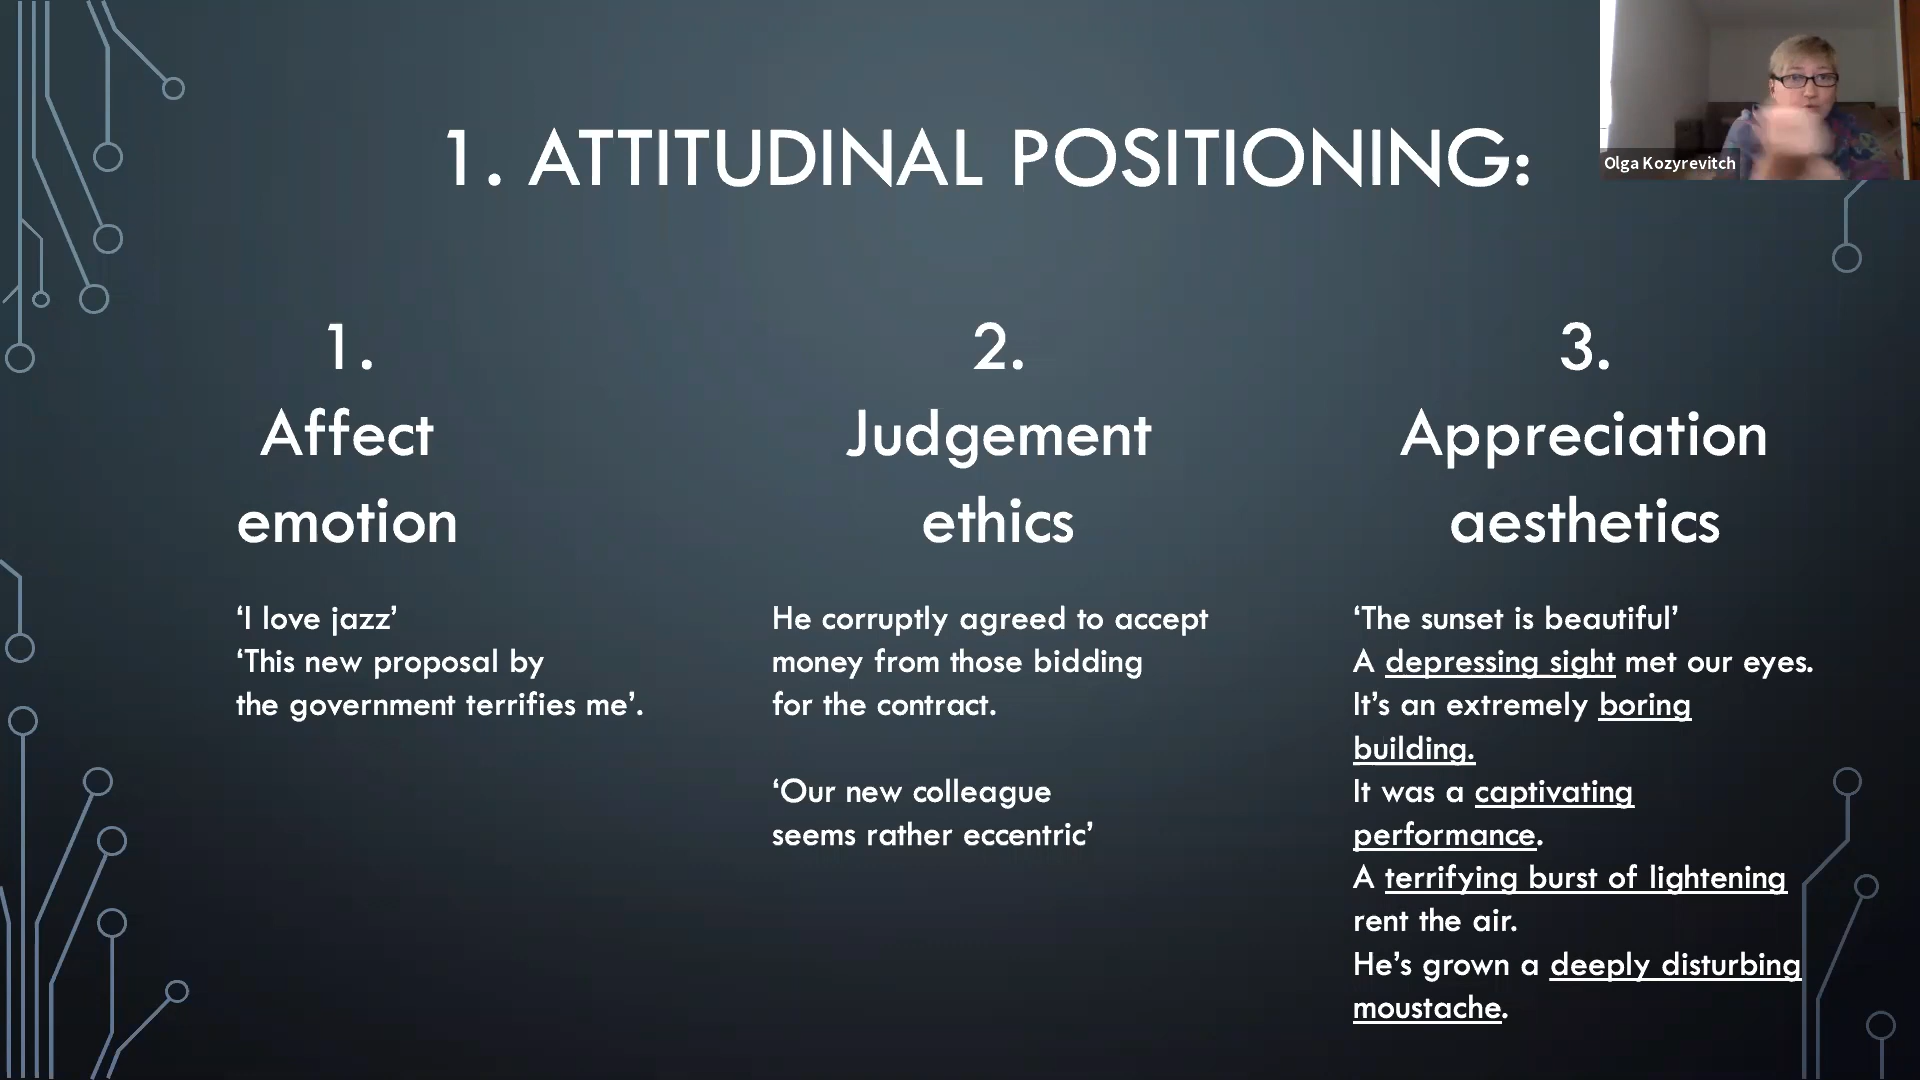 1. ATTITUDINAL POSITIONING:
Olga Kozyrevitch
1.
Affect
emotion
‘I love jazz’
‘This new proposal by
the government terrifies me’.
2.
Judgement
ethics
He corruptly agreed to accept
money from those bidding
for the contract.
‘Our new colleague
seems rather eccentric’
3.
Appreciation
aesthetics
‘The sunset is beautiful’
A depressing sight met our eyes.
It’s an extremely boring
building.
It was a captivating
performance.
A terrifying burst of lightening
rent the air.
He’s grown a deeply disturbing
moustache.